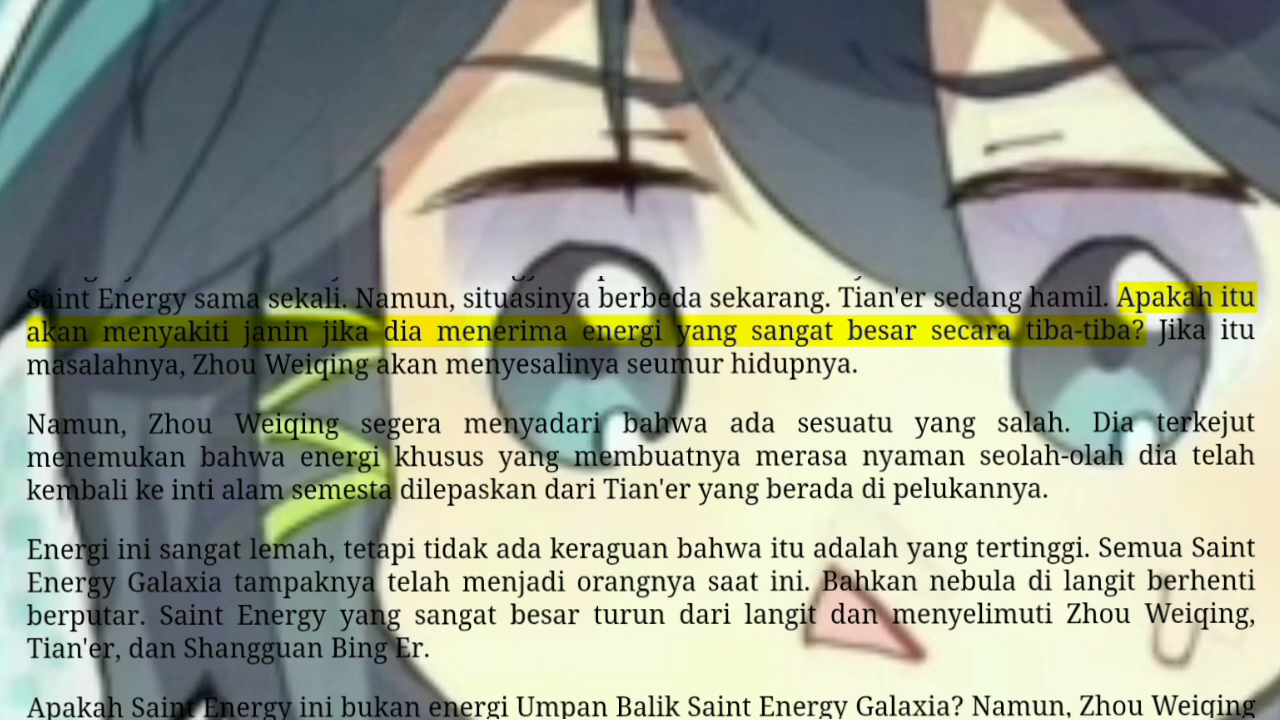 Saint Energy sama sekali. Namun, situasinya berbeda sekarang. Tian'er sedang hamil. Apakah itu
akan menyakiti janin jika dia menerima energi yang sangat besar secara tiba-tiba? Jika itu
masalahnya, Zhou Weiqing akan menyesalinya seumur hidupnya.
Namun, Zhou Weiqing segera menyadari bahwa ada sesuatu yang salah. Dia terkejut
menemukan bahwa energi khusus yang membuatnya merasa nyaman seolah-olah dia telah
kembali ke inti alam semesta dilepaskan dari Tian'er yang berada di pelukannya.
Energi ini sangat lemah, tetapi tidak ada keraguan bahwa itu adalah yang tertinggi. Semua Saint
Energy Galaxia tampaknya telah menjadi orangnya saat ini. Bahkan nebula di langit berhenti
berputar. Saint Energy yang sangat besar turun dari langit dan menyelimuti Zhou Weiqing,
Tian'er, dan Shangguan Bing Er.
Apakah Saint Energy ini bukan energi Umpan Balik Saint Energy Galaxia? Namun, Zhou Weiqing